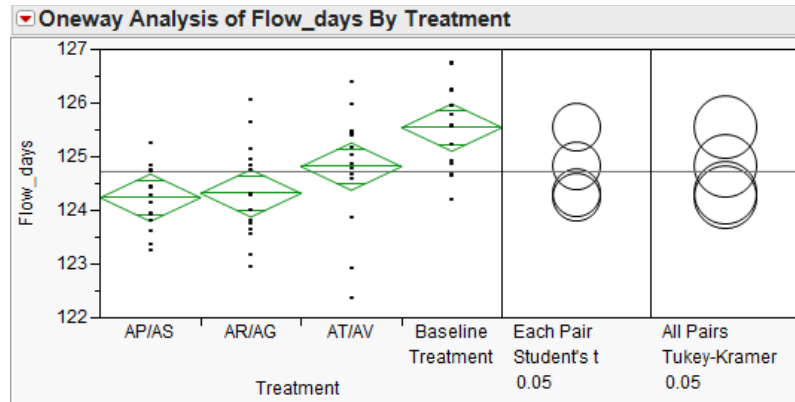 Oneway Analysis of Flow_days By Treatment
127
126
125
124
123
122
Flow_days
AP/AS AR/AG AT/AV Baseline Each Pair All Pairs
Treatment Student's t Tukey-Kramer
Treatment 0.05 0.05